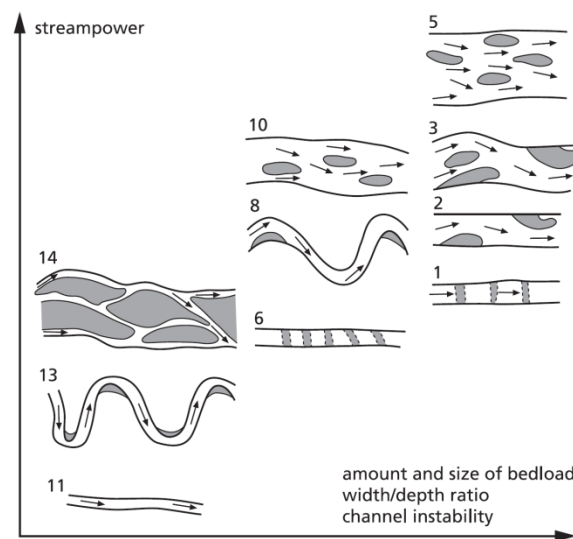 streampower
5
10
3
8
2
14
1
6
13
11
amount and size of bedload
width/depth ratio
channel instability